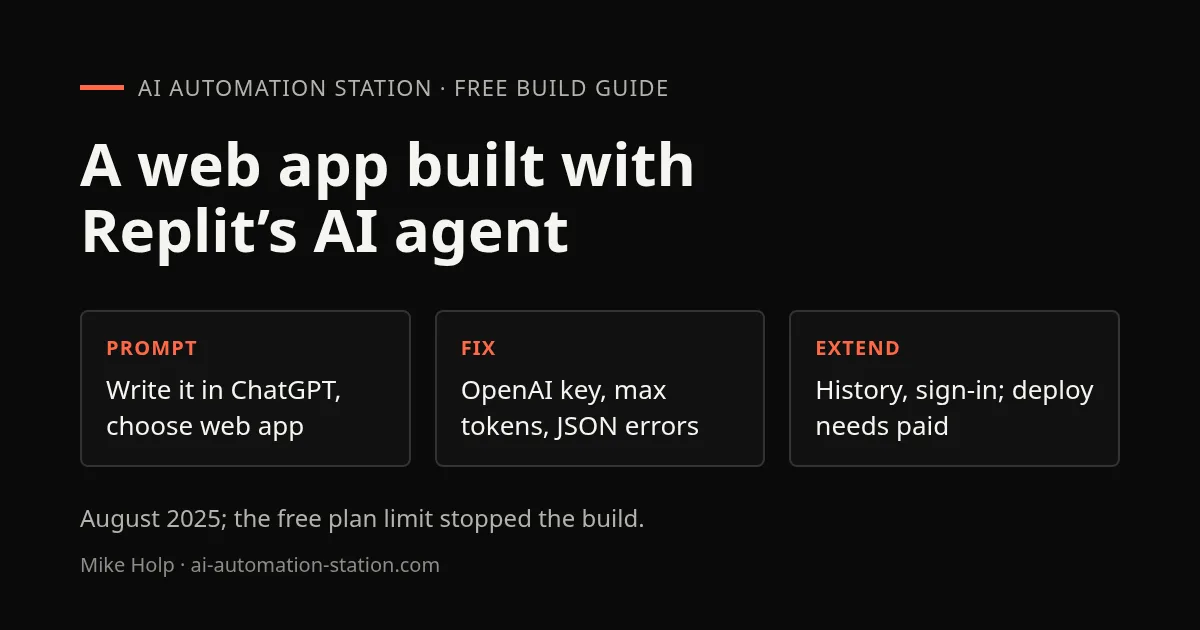 AI AUTOMATION STATION · FREE BUILD GUIDE
A web app built with
Replit’s AI agent
PROMPT
Write it in ChatGPT,
choose web app
FIX
OpenAI key, max
tokens, JSON errors
EXTEND
History, sign-in; deploy
needs paid
August 2025; the free plan limit stopped the build.
Mike Holp · ai-automation-station.com